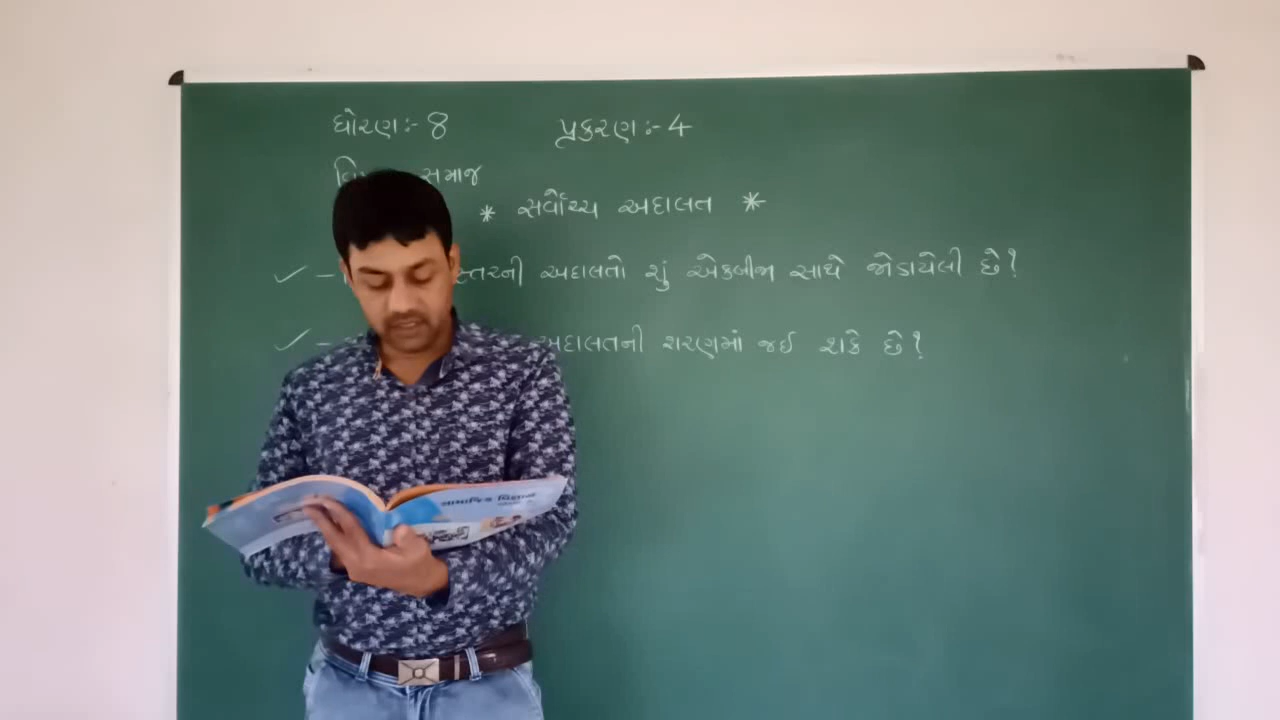 ધોરણ:- 8 પ્રકરણ:- 4
સમાજ
* સર્વોચ્ચ અદાલત *
✓ - સ્તરની અદાલતો શું એકબીજા સાથે જોડાયેલી છે?
✓ - અદાલતની શરણમાં જઈ શકે છે?
સામાજિક વિજ્ઞાન